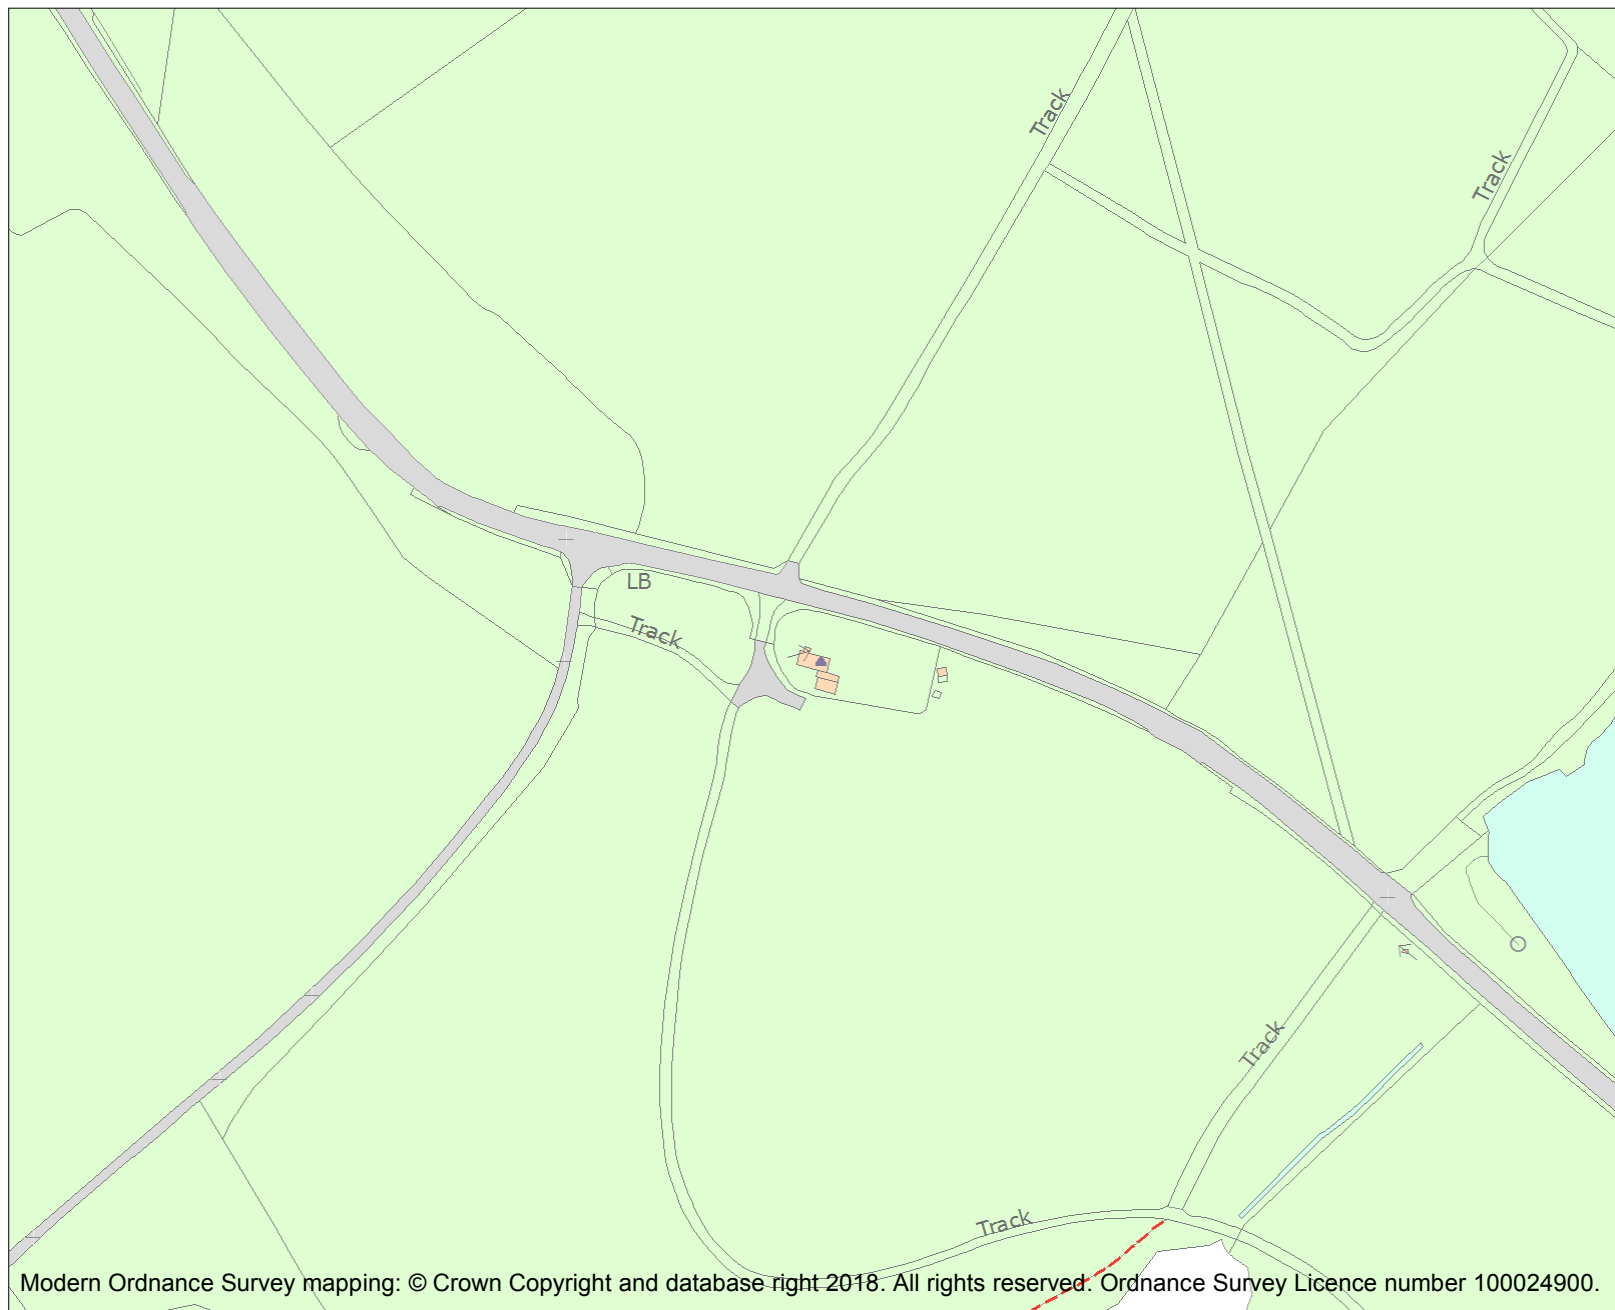 Track
Track
LB
Track
Track
Track
Modern Ordnance Survey mapping: © Crown Copyright and database right 2018. All rights reserved. Ordnance Survey Licence number 100024900.